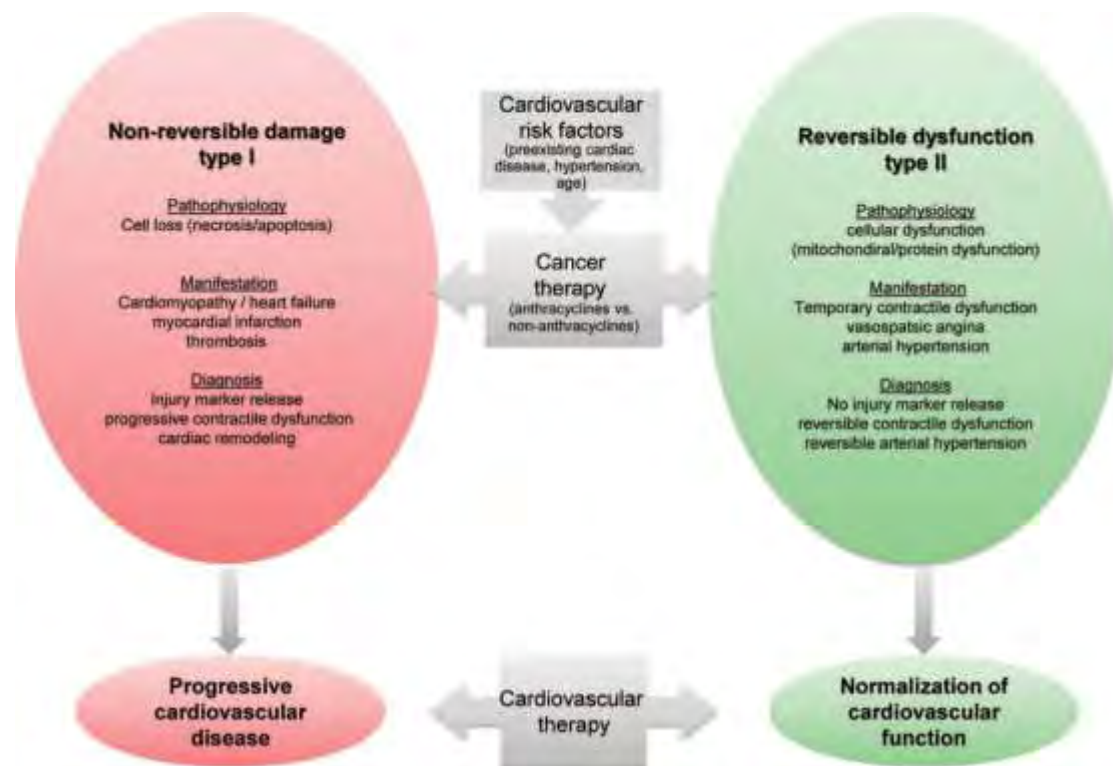 Non-reversible damage
type I
Pathophysiology
Cell loss (necrosis/apoptosis)
Manifestation
Cardiomyopathy / heart failure
myocardial infarction
thrombosis
Diagnosis
Injury marker release
progressive contractile dysfunction
cardiac remodeling
Cardiovascular
risk factors
(preexisting cardiac
disease, hypertension,
age)
Cancer
therapy
(anthracyclines vs.
non-anthracyclines)
Reversible dysfunction
type II
Pathophysiology
cellular dysfunction
(mitochondiral/protein dysfunction)
Manifestation
Temporary contractile dysfunction
vasospatsic angina
arterial hypertension
Diagnosis
No injury marker release
reversible contractile dysfunction
reversible arterial hypertension
Progressive
cardiovascular
disease
Cardiovascular
therapy
Normalization of
cardiovascular
function